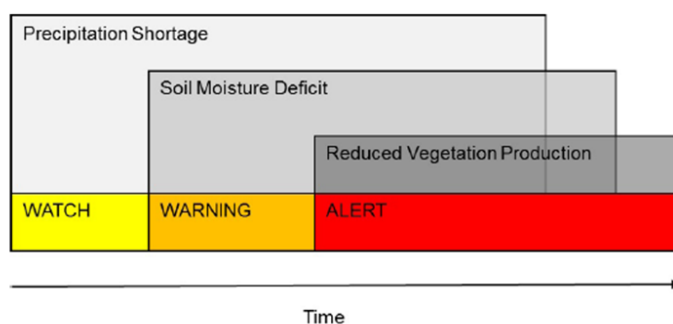 Precipitation Shortage
Soil Moisture Deficit
Reduced Vegetation Production
WATCH
WARNING
ALERT
Time